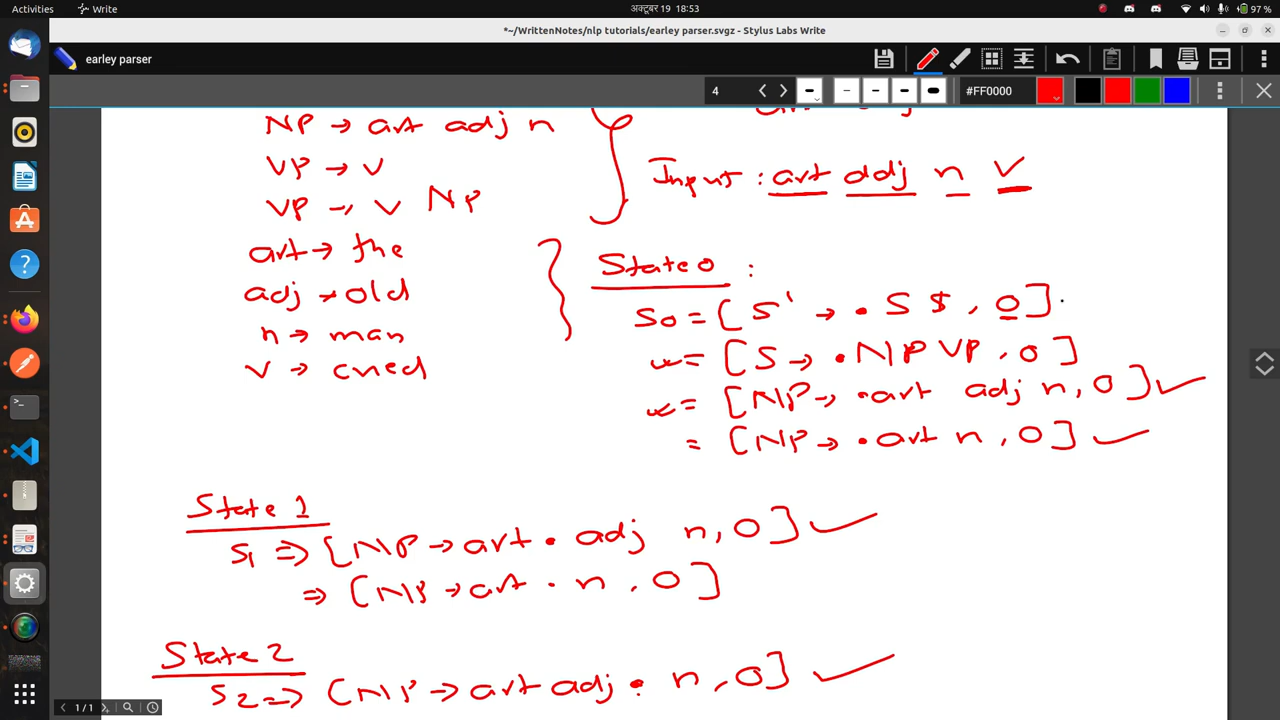 Activities Write अक्टूबर 19 18:53 97 %
*~/WrittenNotes/nlp tutorials/earley parser.svgz - Stylus Labs Write
earley parser
4 #FF0000
NP → art adj n
VP → V
VP → V NP
art → the
adj → old
n → man
v → cried
Input : art adj n V
State 0 :
S0 = [ S' → • S $ , 0 ]
= [ S → • NP VP , 0 ]
= [ NP → • art adj n , 0 ] ✓
= [ NP → • art n , 0 ] ✓
State 1
S1 ⇒ [ NP → art • adj n , 0 ] ✓
⇒ [ NP → art • n , 0 ]
State 2
S2 ⇒ [ NP → art adj • n , 0 ] ✓
1/1